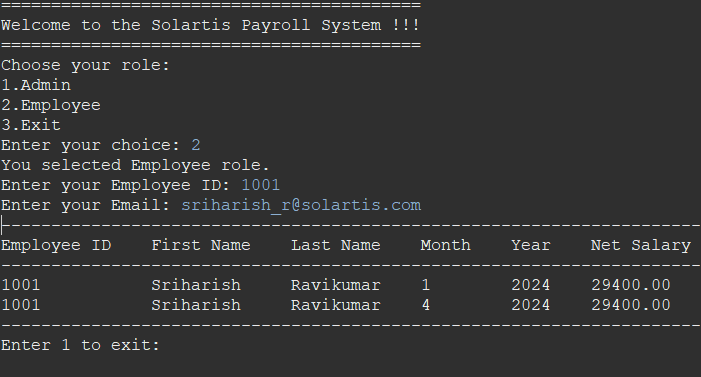 ==========================================
Welcome to the Solartis Payroll System !!!
==========================================
Choose your role:
1.Admin
2.Employee
3.Exit
Enter your choice: 2
You selected Employee role.
Enter your Employee ID: 1001
Enter your Email: sriharish_r@solartis.com
----------------------------------------------------------------------
Employee ID    First Name    Last Name    Month    Year    Net Salary
----------------------------------------------------------------------
1001           Sriharish     Ravikumar    1        2024    29400.00
1001           Sriharish     Ravikumar    4        2024    29400.00
----------------------------------------------------------------------
Enter 1 to exit: